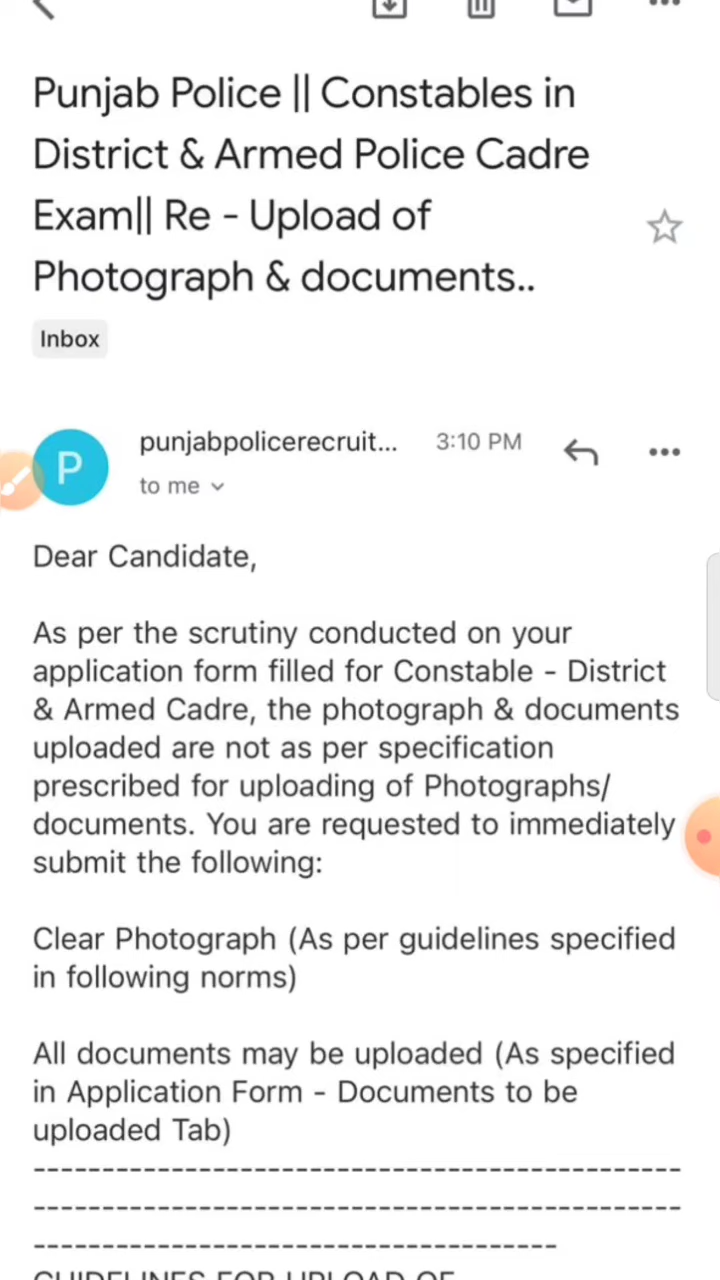 Punjab Police || Constables in
District & Armed Police Cadre
Exam|| Re - Upload of
Photograph & documents..
Inbox
P
punjabpolicerecruit... 3:10 PM
to me
Dear Candidate,
As per the scrutiny conducted on your
application form filled for Constable - District
& Armed Cadre, the photograph & documents
uploaded are not as per specification
prescribed for uploading of Photographs/
documents. You are requested to immediately
submit the following:
Clear Photograph (As per guidelines specified
in following norms)
All documents may be uploaded (As specified
in Application Form - Documents to be
uploaded Tab)
-----------------------------------------------
-----------------------------------------------
--------------------------------------
GUIDELINES FOR UPLOAD OF